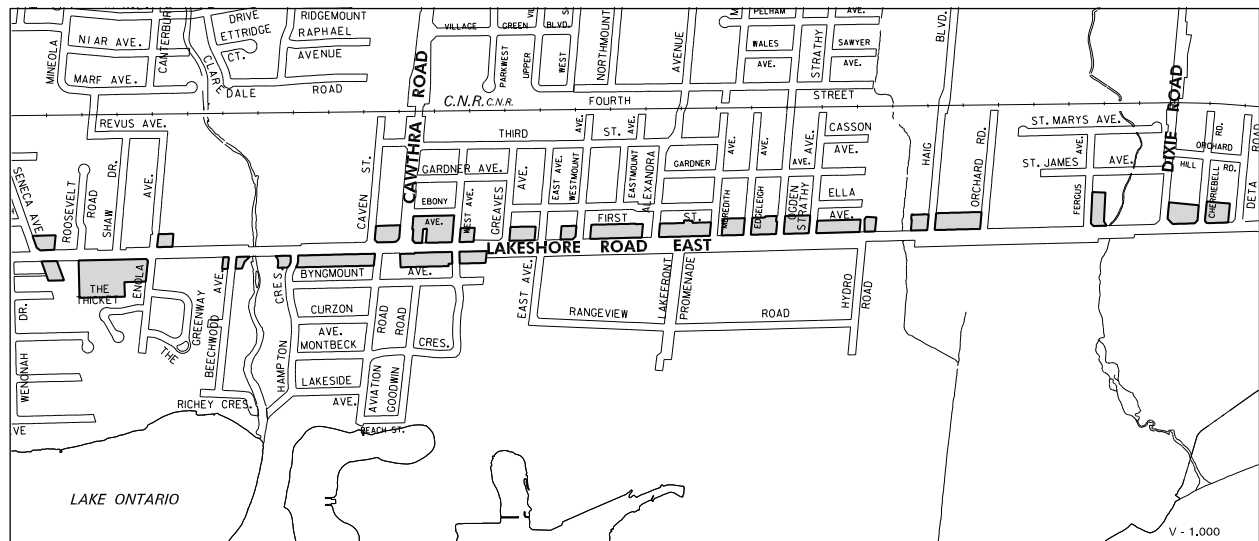 DRIVE
ETTRIDGE
CT.
RIDGEMOUNT
RAPHAEL
AVENUE
NIAR AVE.
MARF AVE.
MINEOLA
CANTERBURY
CLARE
DALE ROAD
CAWTHRA ROAD
VILLAGE GREEN BLVD.
PARKWEST
UPPER
WEST
NORTHMOUNT
AVENUE
PELHAM AVE.
WALES
AVE.
STRATHY
SAWYER
AVE.
BLVD.
DIXIE ROAD
C.N.R. C.N.R.
FOURTH STREET
REVUS AVE.
THIRD ST.
CASSON
AVE.
ST. MARYS AVE.
ORCHARD RD.
ROAD
SENECA AVE.
ROOSEVELT
ROAD
SHAW DR.
AVE.
CAVEN ST.
GARDNER AVE.
EBONY
AVE.
WEST AVE.
GREAVES AVE.
EAST AVE.
WESTMOUNT
AVE.
EASTMOUNT
ALEXANDRA
GARDNER
MEREDITH AVE.
EDGELEIGH AVE.
OGDEN AVE.
STRATHY AVE.
ELLA
AVE.
HAIG
ORCHARD RD.
ST. JAMES AVE.
FERGUS AVE.
HILL
CHERRIEBELL RD.
DELTA
FIRST ST.
LAKESHORE ROAD EAST
THE
THICKET
ENOLA
BYNGMOUNT AVE.
CURZON
AVE.
MONTBECK CRES.
LAKESIDE
AVE.
HAMPTON CRES.
AVIATION ROAD
GOODWIN ROAD
BEACH ST.
THE GREENWAY
BEECHWOOD AVE.
RICHEY CRES.
WENONAH DR.
VE
EAST AVE.
RANGEVIEW ROAD
LAKEFRONT
PROMENADE
HYDRO
ROAD
LAKE ONTARIO
V - 1.000